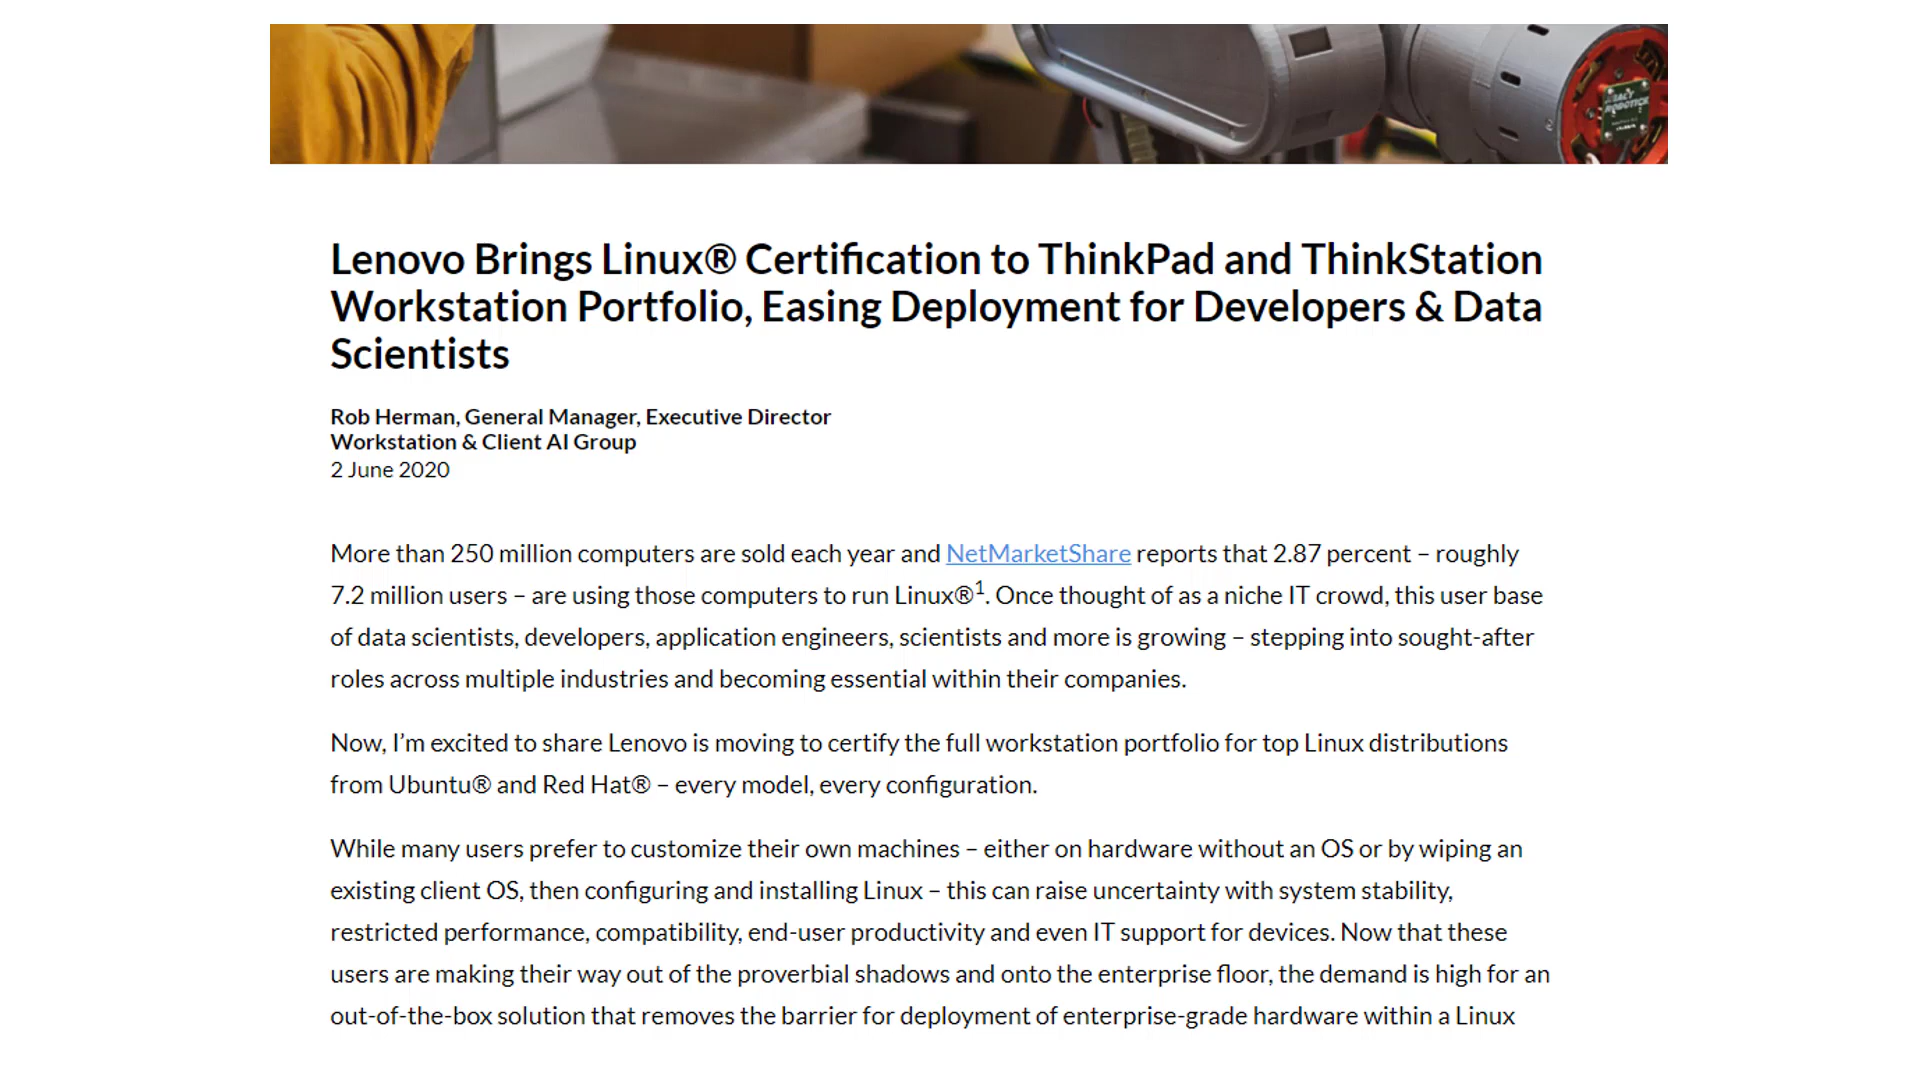 Lenovo Brings Linux® Certification to ThinkPad and ThinkStation
Workstation Portfolio, Easing Deployment for Developers & Data
Scientists
Rob Herman, General Manager, Executive Director
Workstation & Client AI Group
2 June 2020
More than 250 million computers are sold each year and NetMarketShare reports that 2.87 percent – roughly
7.2 million users – are using those computers to run Linux®1. Once thought of as a niche IT crowd, this user base
of data scientists, developers, application engineers, scientists and more is growing – stepping into sought-after
roles across multiple industries and becoming essential within their companies.
Now, I’m excited to share Lenovo is moving to certify the full workstation portfolio for top Linux distributions
from Ubuntu® and Red Hat® – every model, every configuration.
While many users prefer to customize their own machines – either on hardware without an OS or by wiping an
existing client OS, then configuring and installing Linux – this can raise uncertainty with system stability,
restricted performance, compatibility, end-user productivity and even IT support for devices. Now that these
users are making their way out of the proverbial shadows and onto the enterprise floor, the demand is high for an
out-of-the-box solution that removes the barrier for deployment of enterprise-grade hardware within a Linux